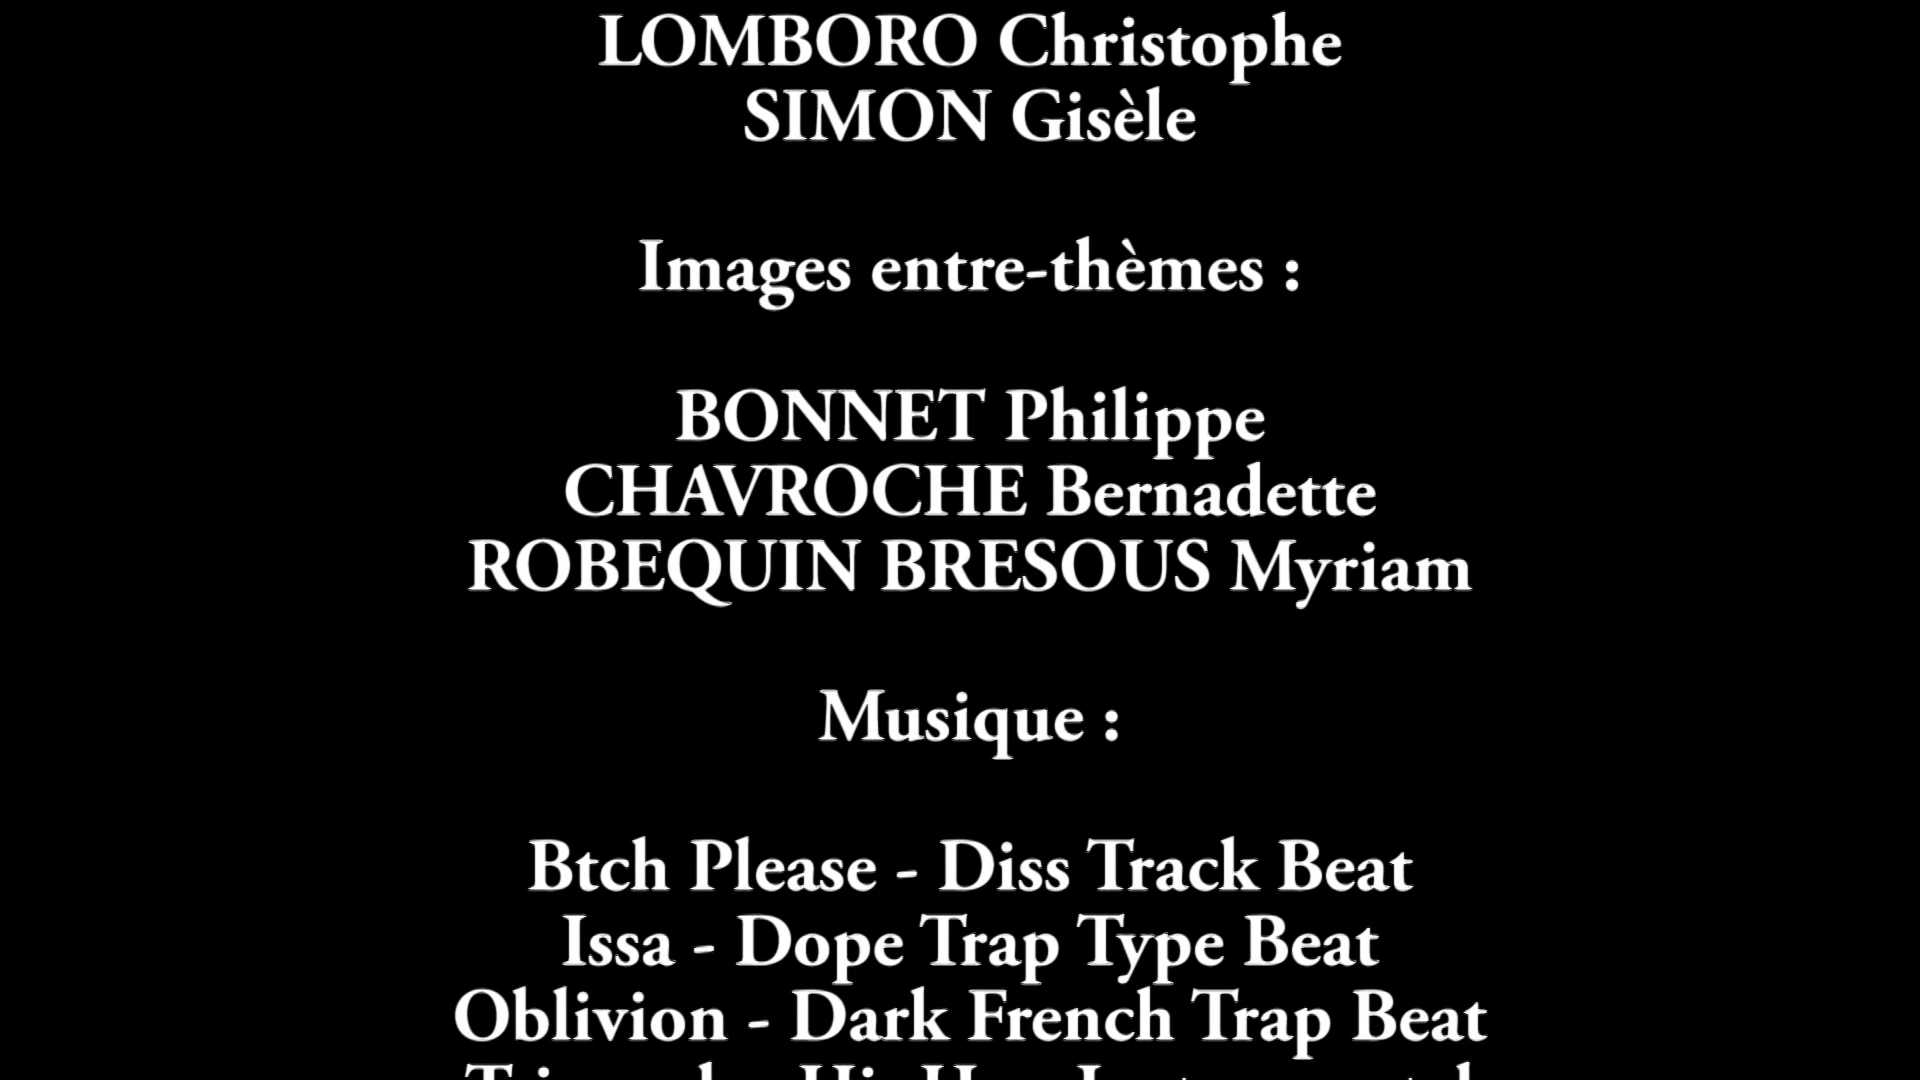 LOMBORO Christophe
SIMON Gisèle
Images entre-thèmes :
BONNET Philippe
CHAVROCHE Bernadette
ROBEQUIN BRESOUS Myriam
Musique :
Btch Please - Diss Track Beat
Issa - Dope Trap Type Beat
Oblivion - Dark French Trap Beat